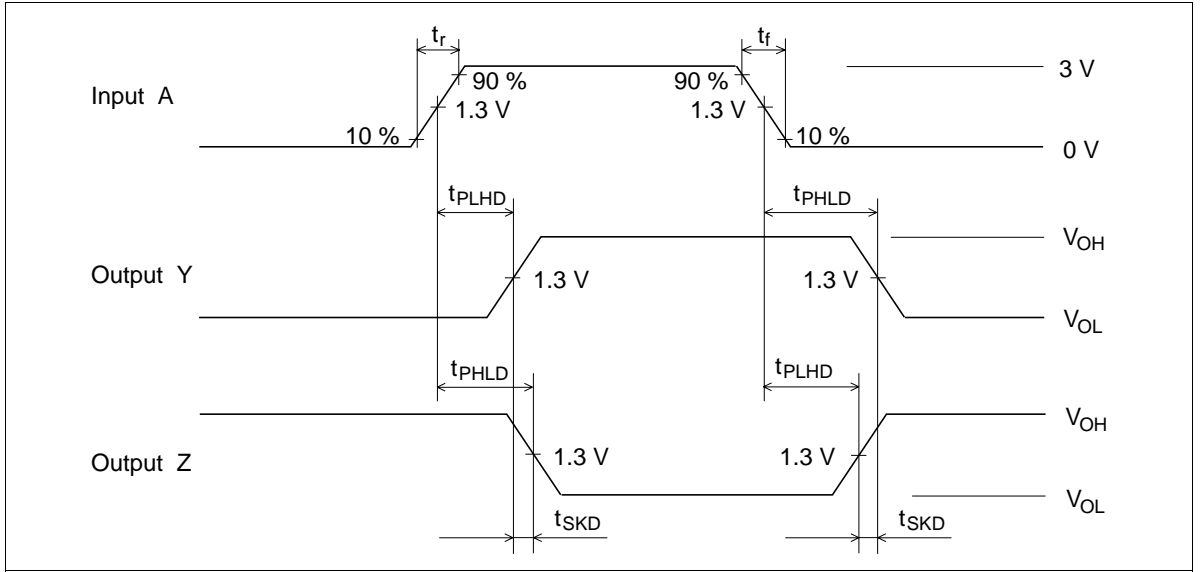 tr
tf
Input A
90 %
90 %
3 V
1.3 V
1.3 V
10 %
10 %
0 V
tPLHD
tPHLD
VOH
Output Y
1.3 V
1.3 V
VOL
tPHLD
tPLHD
VOH
Output Z
1.3 V
1.3 V
VOL
tSKD
tSKD